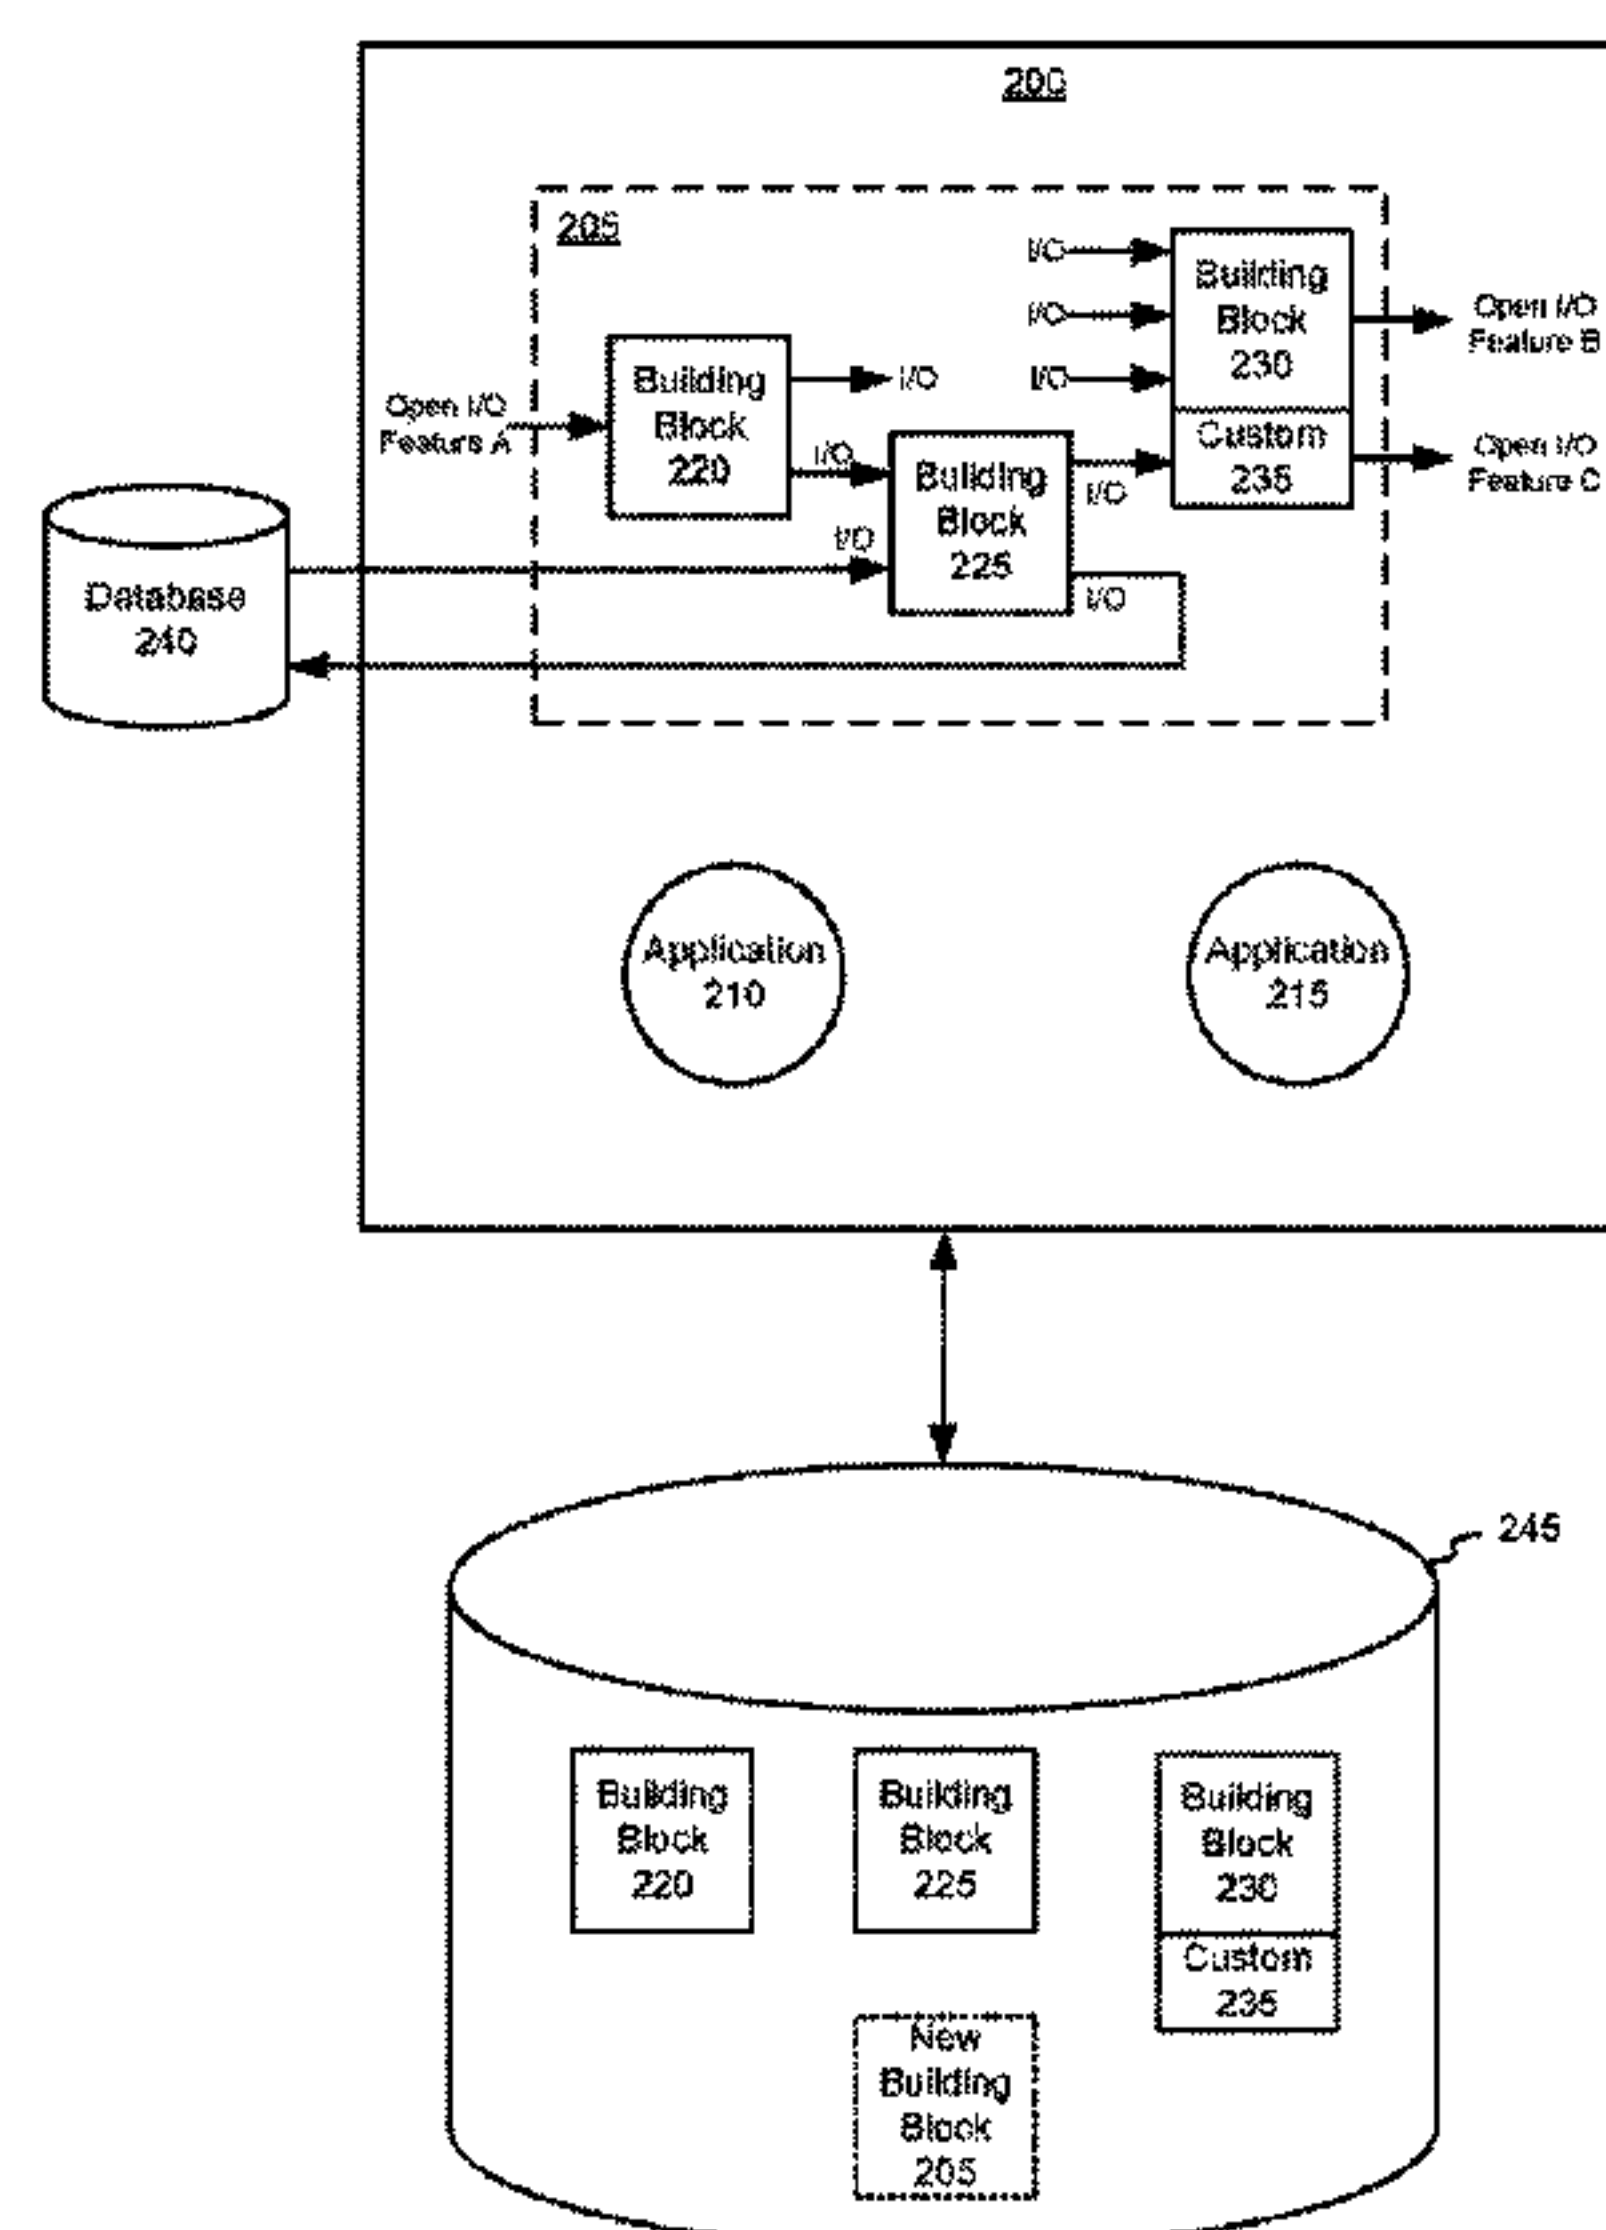 200
205
I/O
I/O
I/O
Building
Block
230
Custom
235
Open I/O
Feature B
Open I/O
Feature C
Open I/O
Feature A
Building
Block
220
I/O
I/O
I/O
Building
Block
225
I/O
I/O
Database
240
Application
210
Application
215
245
Building
Block
220
Building
Block
225
Building
Block
230
Custom
235
New
Building
Block
205